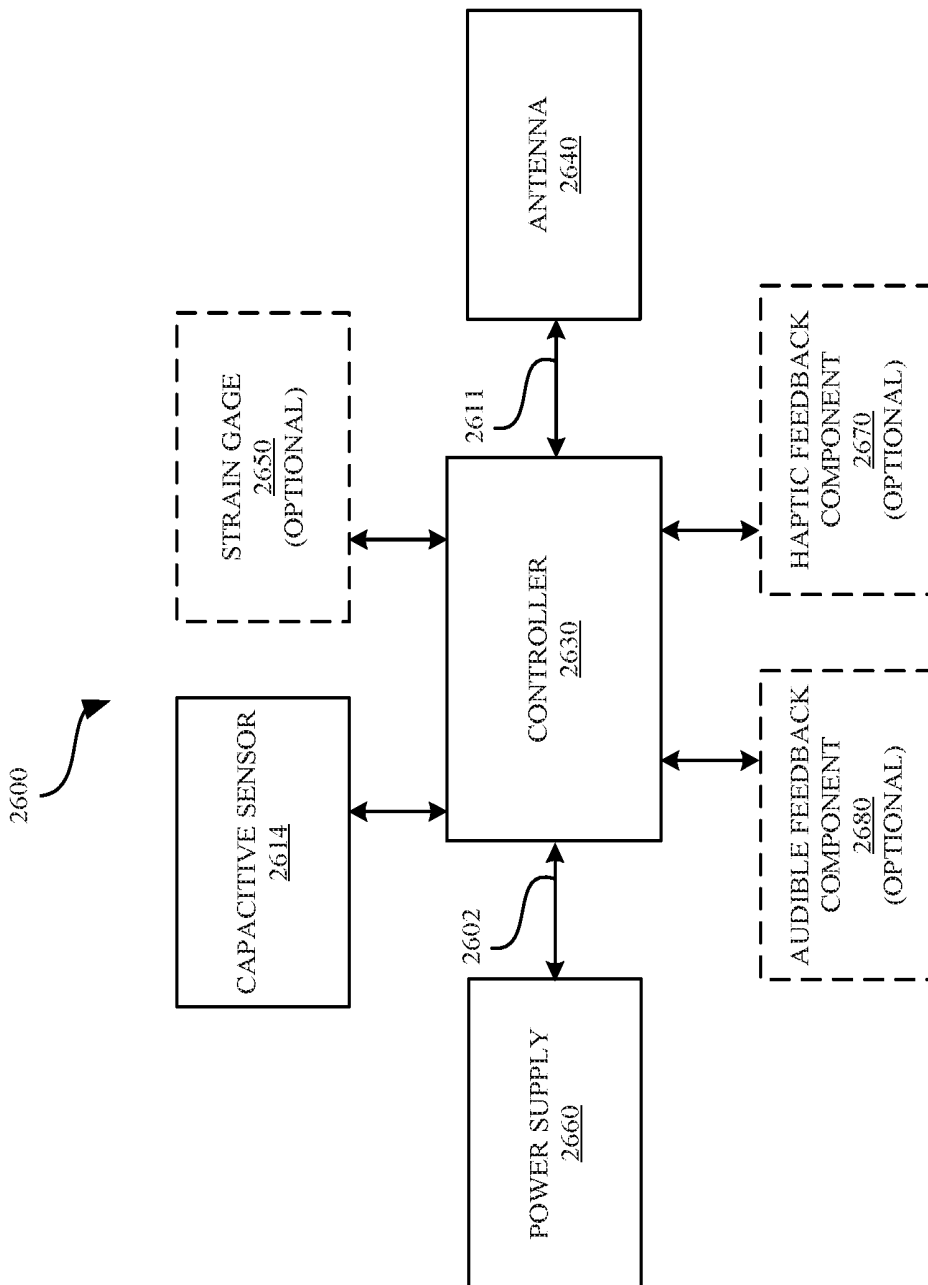 2600
CAPACITIVE SENSOR
2614
STRAIN GAGE
2650
(OPTIONAL)
POWER SUPPLY
2660
2602
CONTROLLER
2630
2611
ANTENNA
2640
AUDIBLE FEEDBACK
COMPONENT
2680
(OPTIONAL)
HAPTIC FEEDBACK
COMPONENT
2670
(OPTIONAL)